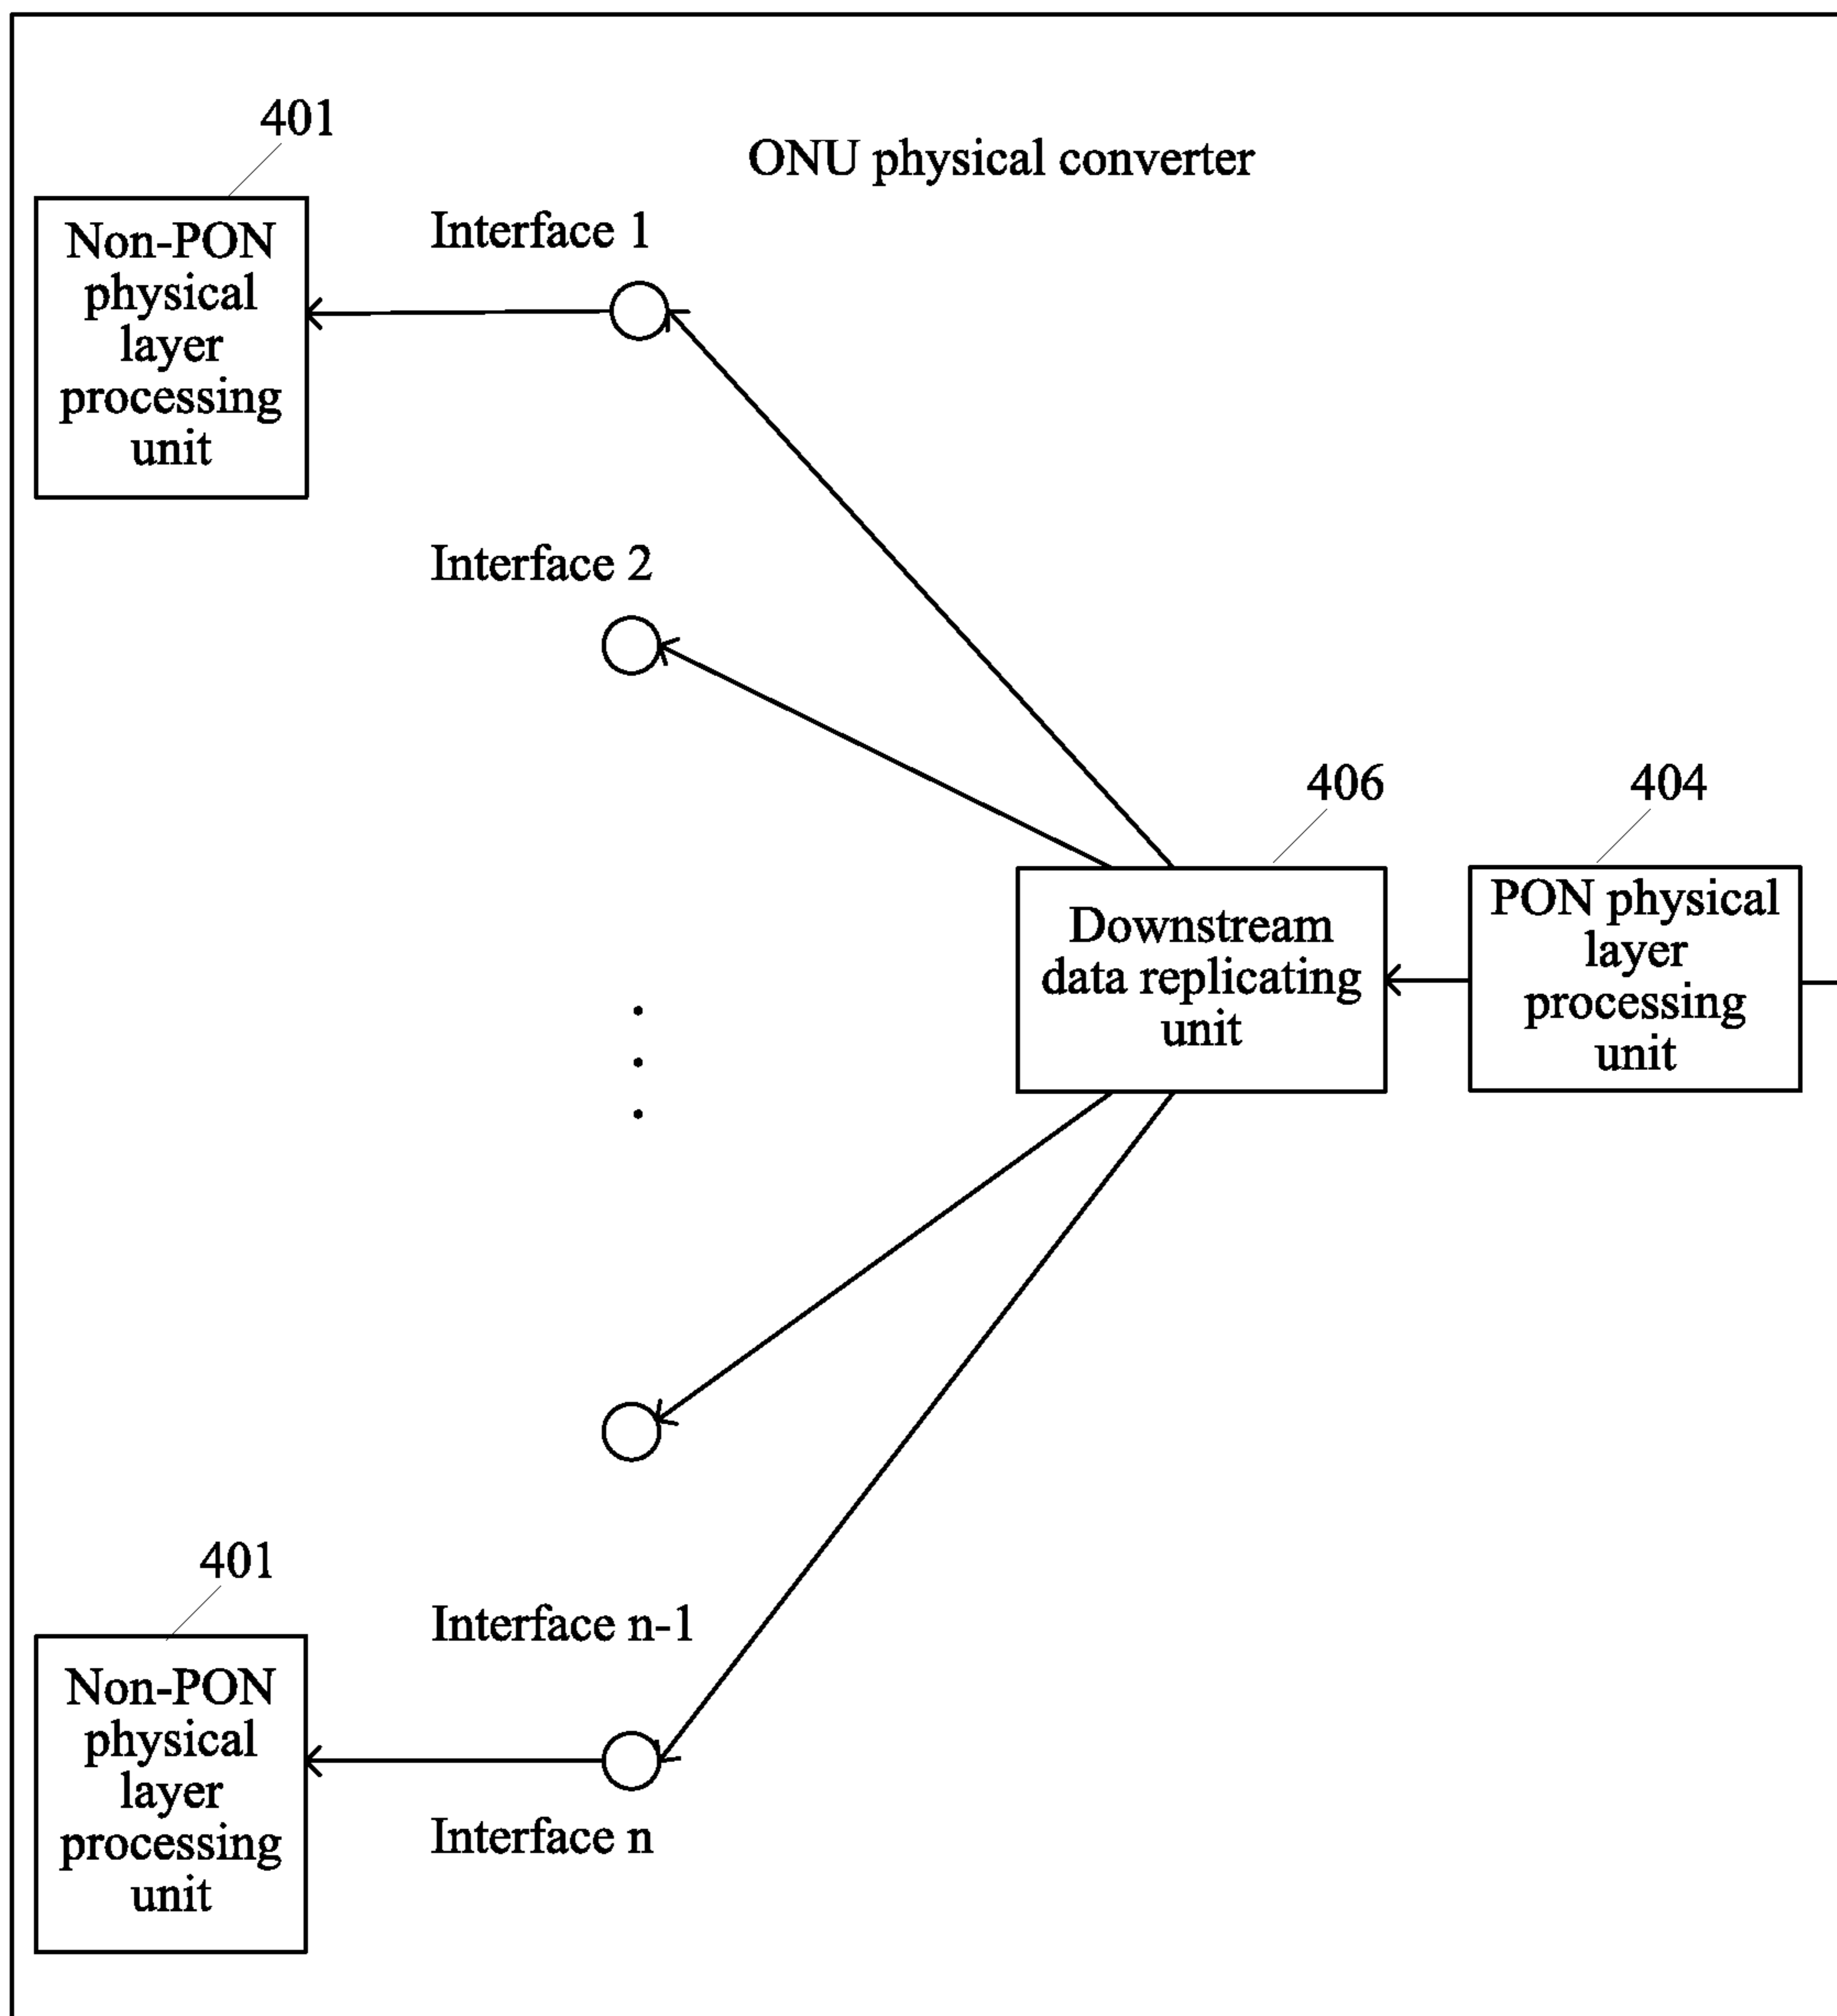 401
ONU physical converter
Non-PON
physical
layer
processing
unit
Interface 1
Interface 2
406
404
Downstream
data replicating
unit
PON physical
layer
processing
unit
401
Interface n-1
Non-PON
physical
layer
processing
unit
Interface n